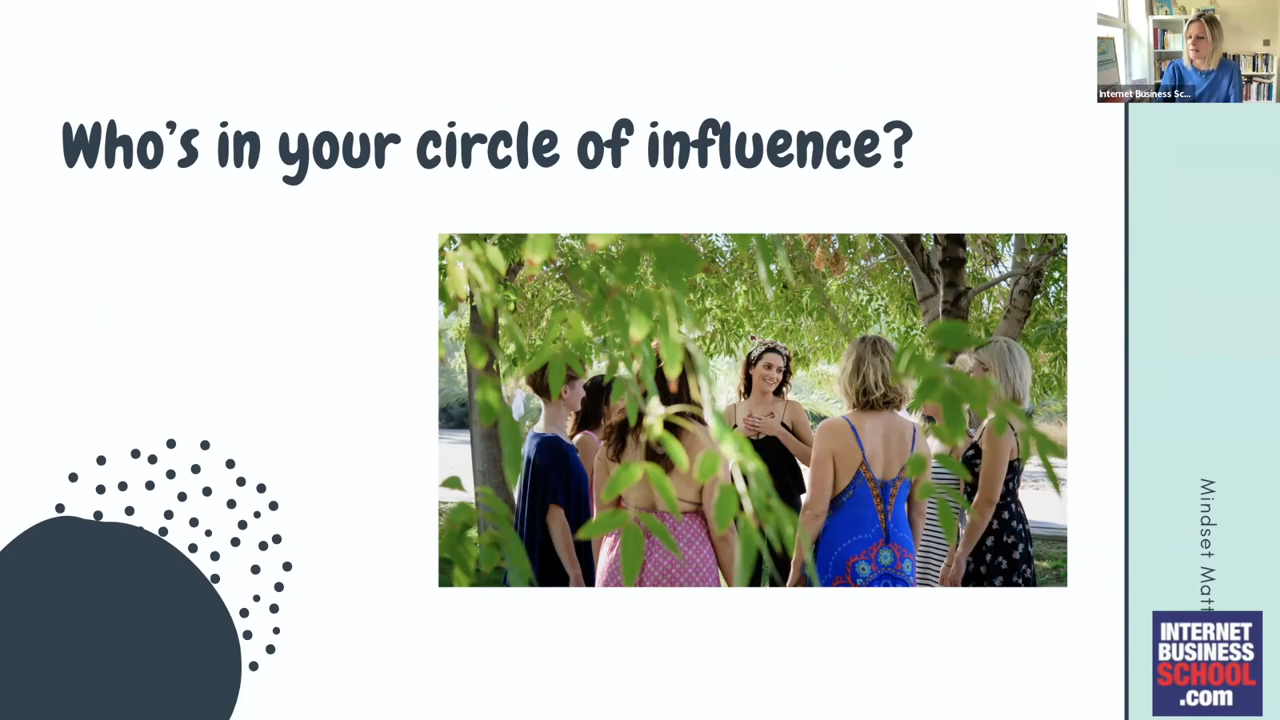 Internet Business Sc...
Who's in your circle of influence?
Mindset Matt
INTERNET
BUSINESS
SCHOOL
.com